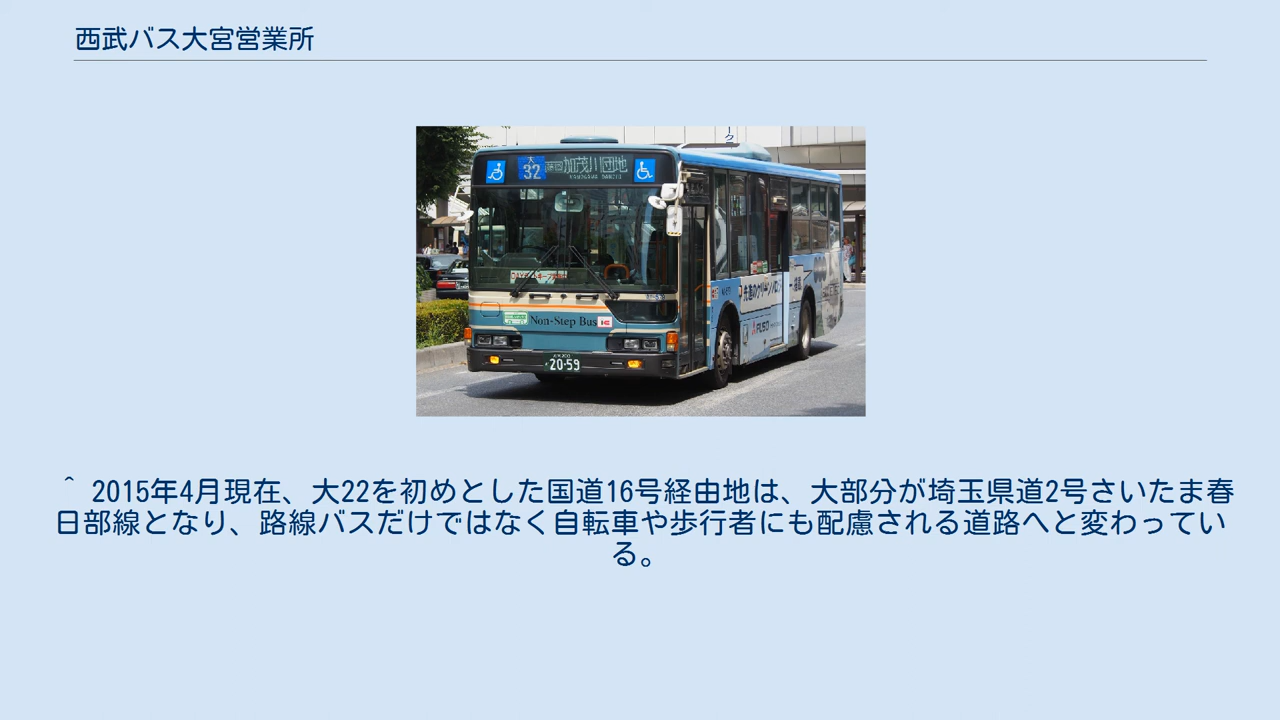 西武バス大宮営業所
大
32
加茂川団地
KAMOGAWA DANCHI
Non-Step Bus
FUSO
20-59
^ 2015年4月現在、大22を初めとした国道16号経由地は、大部分が埼玉県道2号さいたま春
日部線となり、路線バスだけではなく自転車や歩行者にも配慮される道路へと変わってい
る。